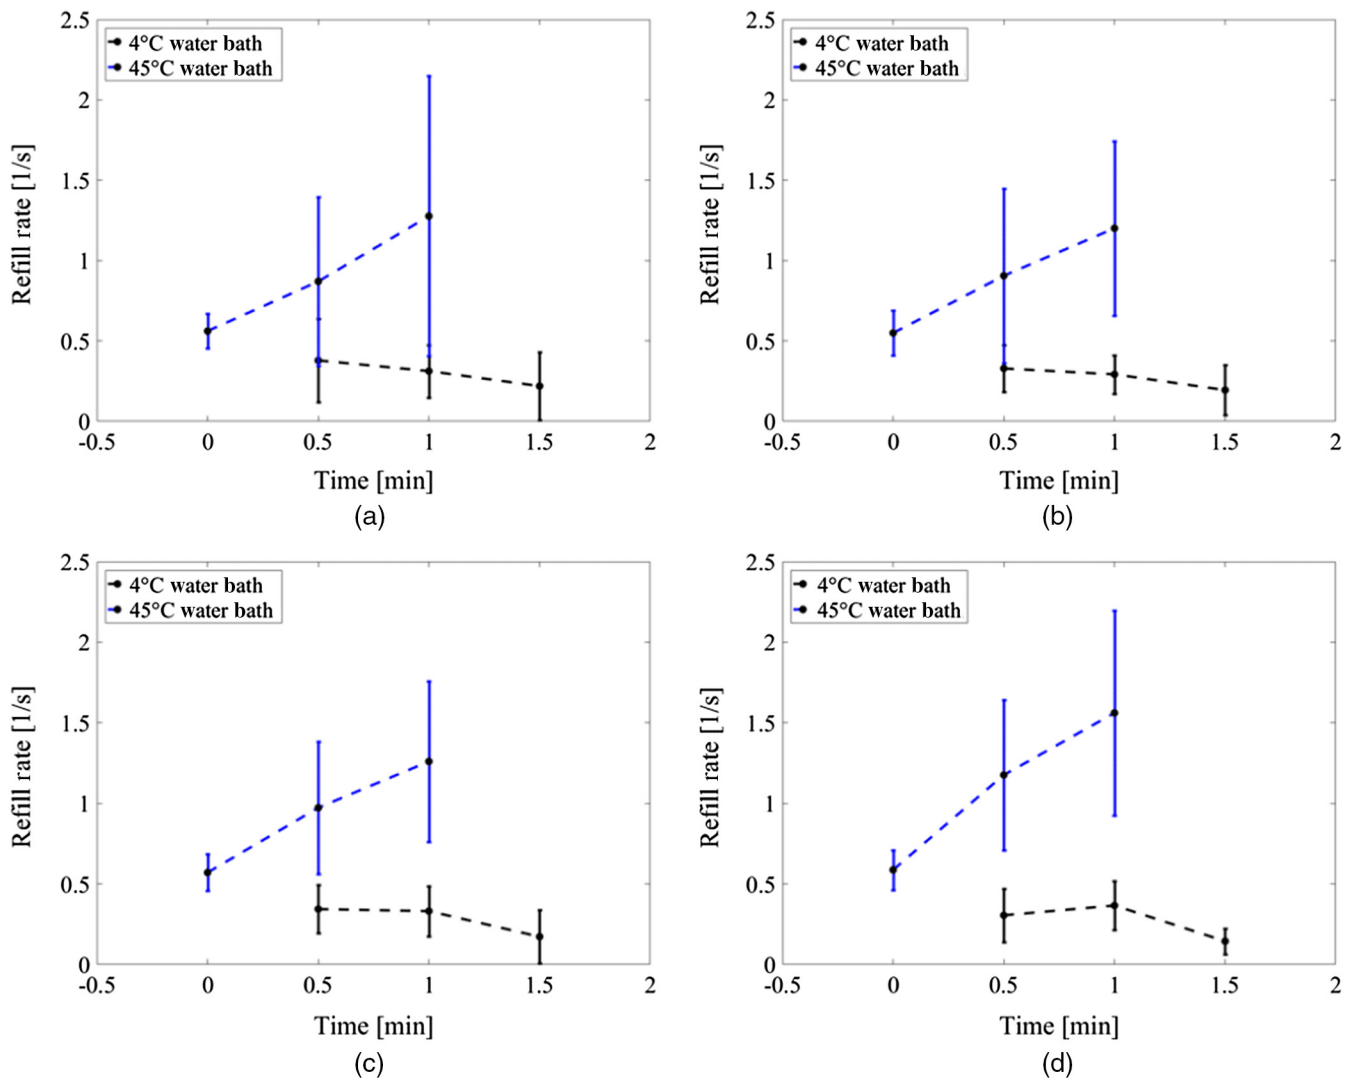 2.5
4°C water bath
45°C water bath
2
1.5
1
0.5
0
Refill rate [1/s]
-0.5 0 0.5 1 1.5 2
Time [min]
(a)
2.5
4°C water bath
45°C water bath
2
1.5
1
0.5
0
Refill rate [1/s]
-0.5 0 0.5 1 1.5 2
Time [min]
(b)
2.5
4°C water bath
45°C water bath
2
1.5
1
0.5
0
Refill rate [1/s]
-0.5 0 0.5 1 1.5 2
Time [min]
(c)
2.5
4°C water bath
45°C water bath
2
1.5
1
0.5
0
Refill rate [1/s]
-0.5 0 0.5 1 1.5 2
Time [min]
(d)